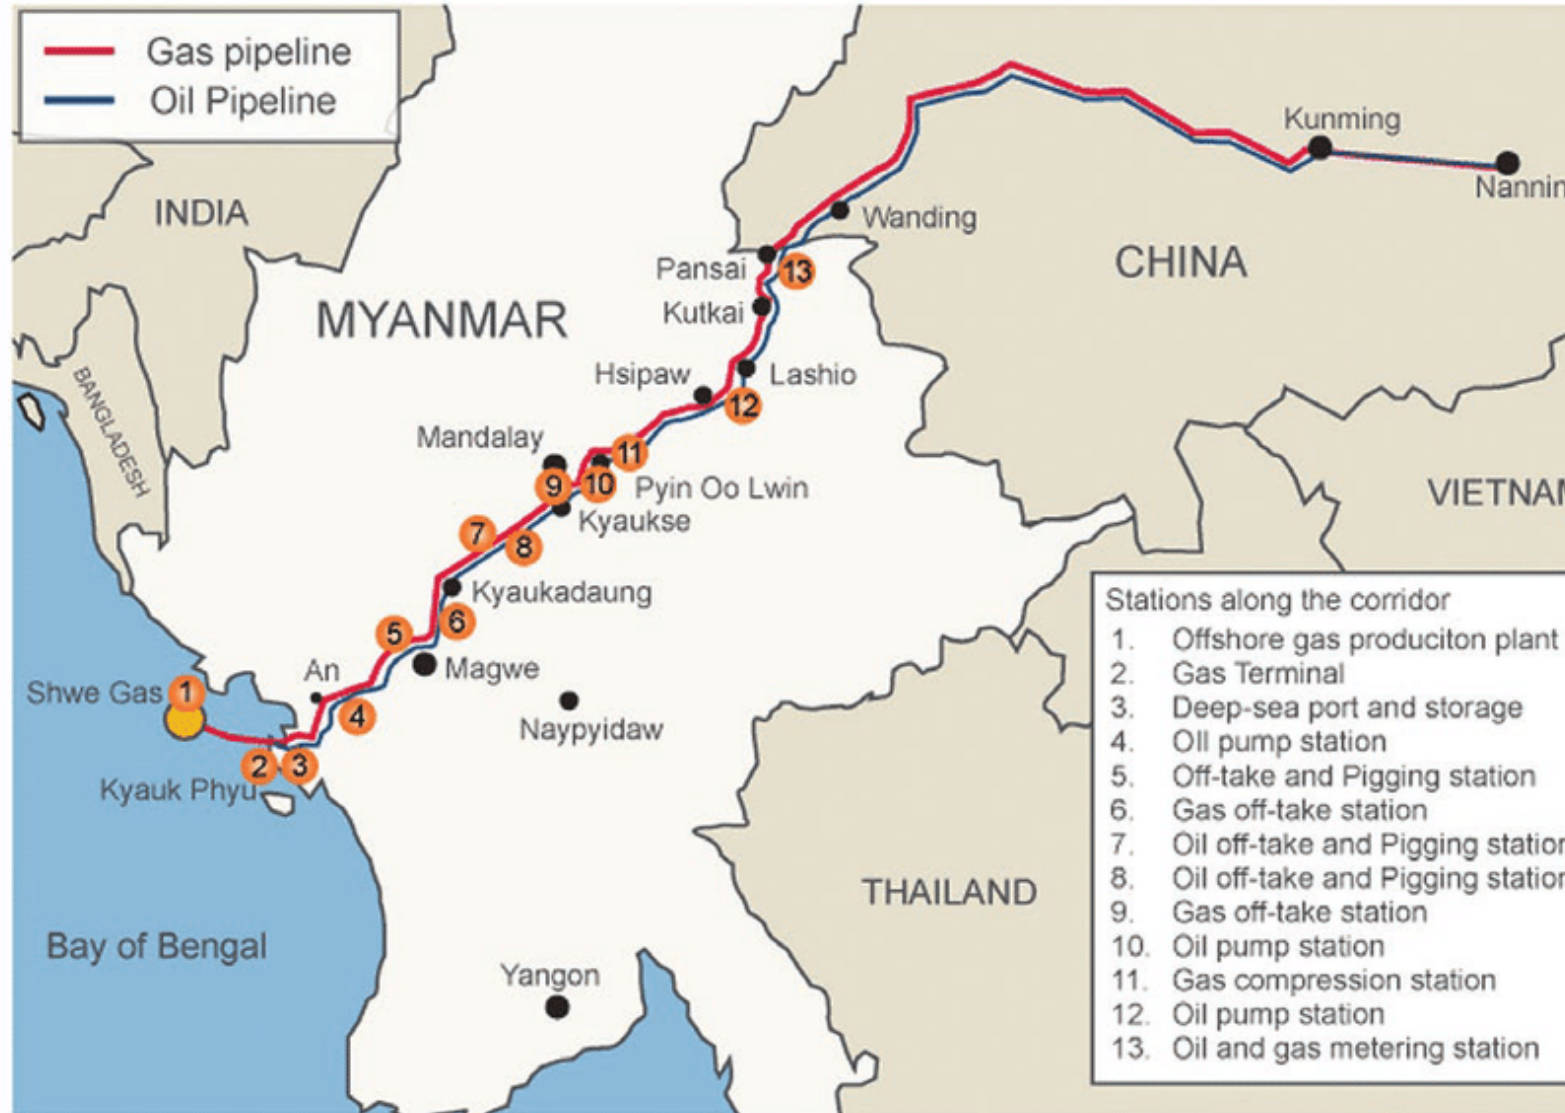 Gas pipeline
Oil Pipeline
INDIA
BANGLADESH
MYANMAR
CHINA
VIETNAM
THAILAND
Bay of Bengal
Kunming
Nannin
Wanding
Pansai
13
Kutkai
Hsipaw
Lashio
12
Mandalay
11
9
10
Pyin Oo Lwin
Kyaukse
7
8
Kyaukadaung
6
5
Magwe
An
4
Shwe Gas
1
2
3
Kyauk Phyu
Naypyidaw
Yangon
Stations along the corridor
1. Offshore gas produciton plant
2. Gas Terminal
3. Deep-sea port and storage
4. OIl pump station
5. Off-take and Pigging station
6. Gas off-take station
7. Oil off-take and Pigging station
8. Oil off-take and Pigging station
9. Gas off-take station
10. Oil pump station
11. Gas compression station
12. Oil pump station
13. Oil and gas metering station